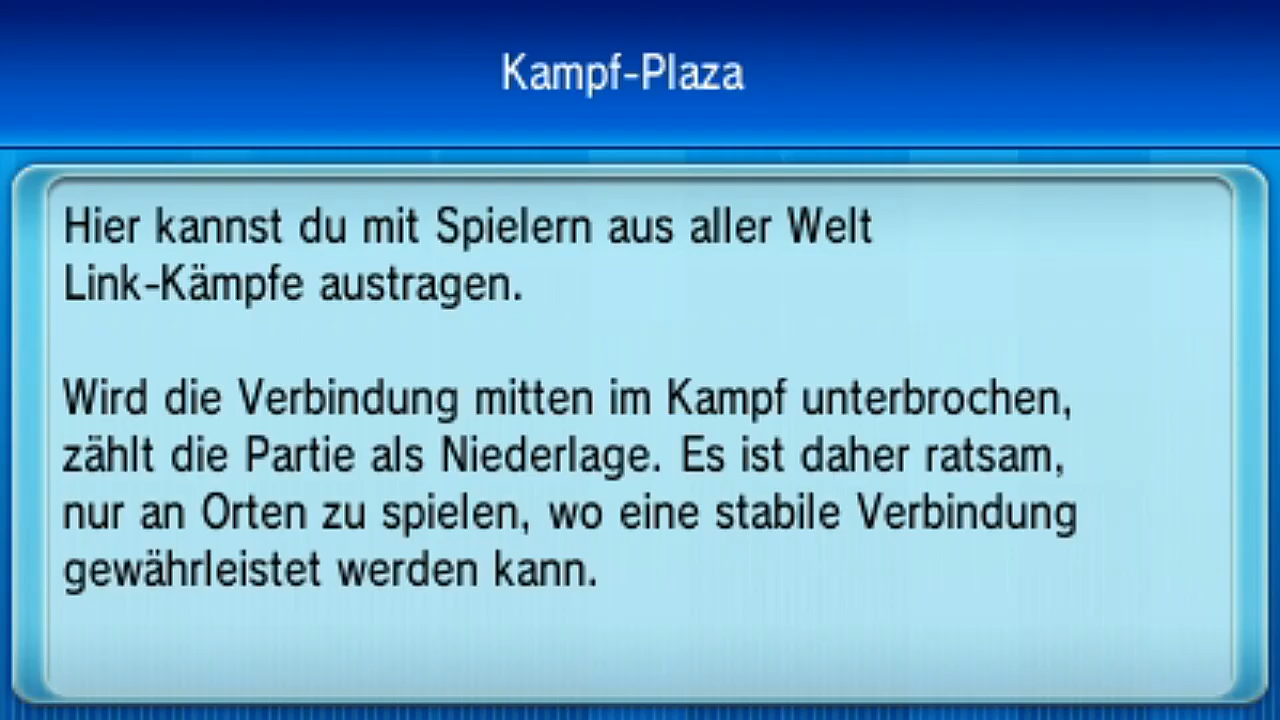 Kampf-Plaza
Hier kannst du mit Spielern aus aller Welt
Link-Kämpfe austragen.
Wird die Verbindung mitten im Kampf unterbrochen,
zählt die Partie als Niederlage. Es ist daher ratsam,
nur an Orten zu spielen, wo eine stabile Verbindung
gewährleistet werden kann.